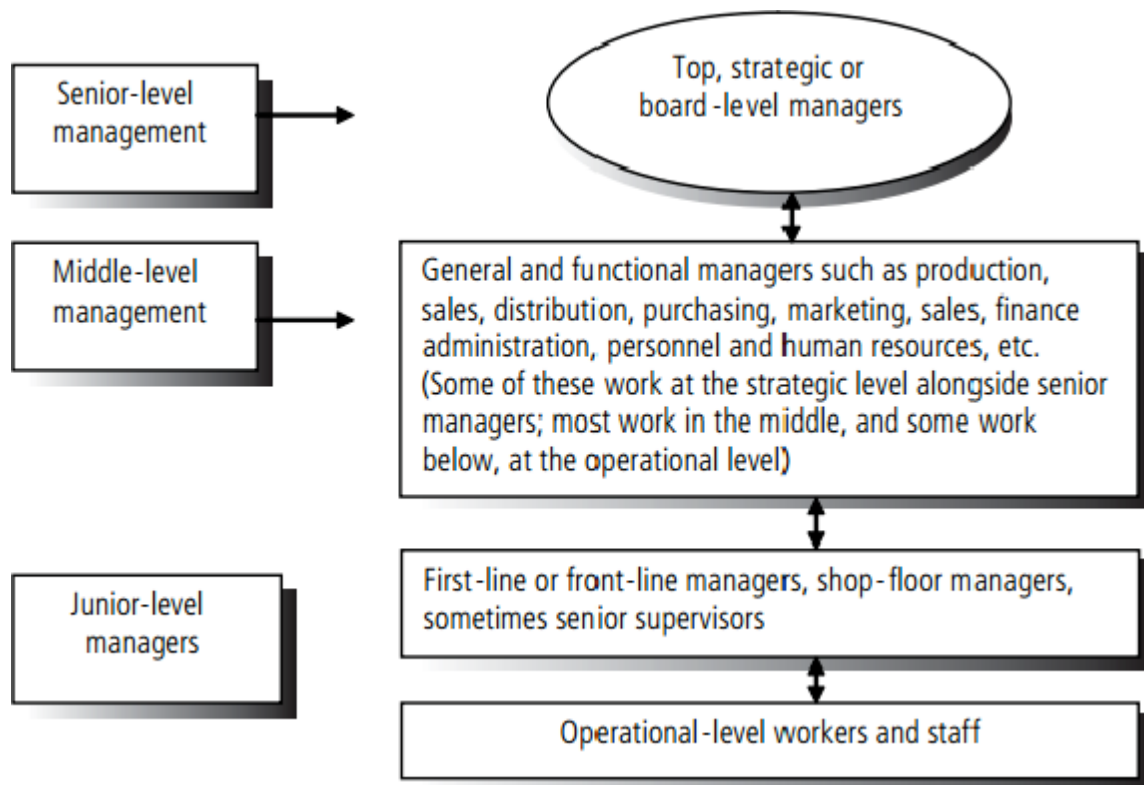 Senior-level
management
Top, strategic or
board-level managers
Middle-level
management
General and functional managers such as production,
sales, distribution, purchasing, marketing, sales, finance
administration, personnel and human resources, etc.
(Some of these work at the strategic level alongside senior
managers; most work in the middle, and some work
below, at the operational level)
Junior-level
managers
First-line or front-line managers, shop-floor managers,
sometimes senior supervisors
Operational-level workers and staff